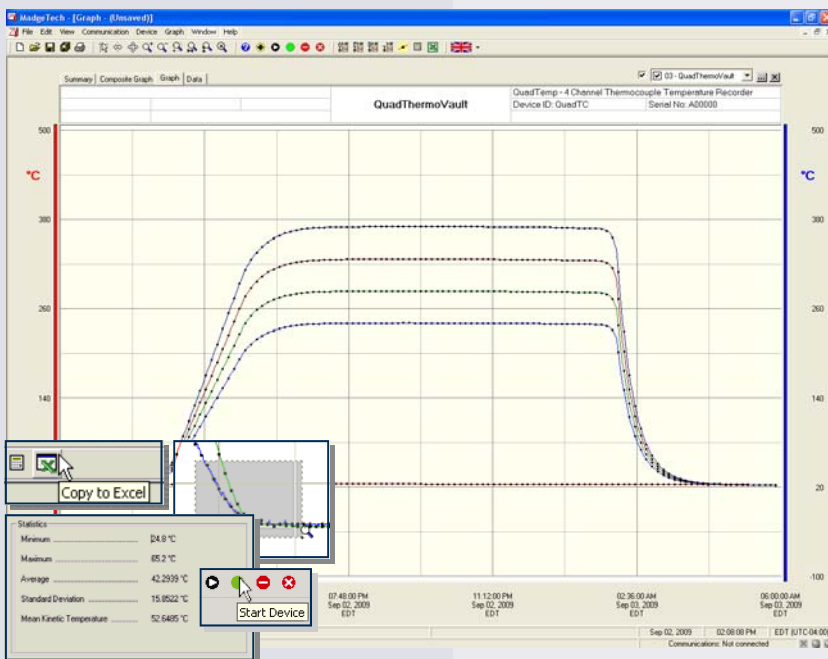 MadgeTech - [Graph - (Unsaved)]
File Edit View Communication Device Graph Window Help
Summary Composite Graph Graph Data
03 - QuadThermoVault
QuadThermoVault
QuadTemp - 4 Channel Thermocouple Temperature Recorder
Device ID: QuadTC Serial No: A00000
500 500
°C °C
380 380
260 260
140 140
20
-100
Copy to Excel
Statistics
Minimum 24.8 °C
Maximum 65.2 °C
Average 42.2939 °C
Standard Deviation 15.8522 °C
Mean Kinetic Temperature 52.6485 °C
Start Device
07:48:00 PM 11:12:00 PM 02:36:00 AM 06:00:00 AM
Sep 02, 2009 Sep 02, 2009 Sep 03, 2009 Sep 03, 2009
EDT EDT EDT EDT
Sep 02, 2009 02:08:08 PM EDT (UTC-04:00)
Communications: Not connected